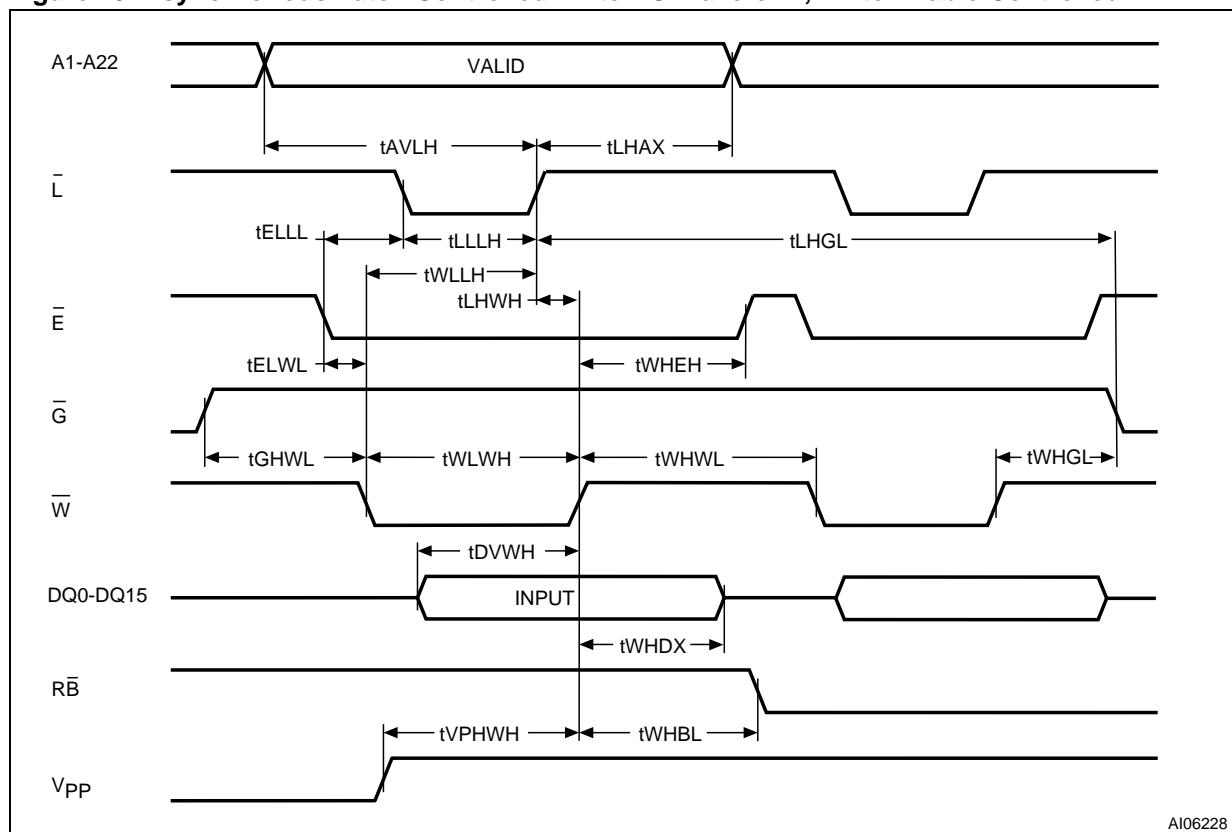 A1-A22
VALID
tAVLH
tLHAX
L̅
tELLL
tLLLH
tLHGL
tWLLH
tLHWH
E̅
tELWL
tWHEH
G̅
tGHWL
tWLWH
tWHWL
tWHGL
W̅
tDVWH
DQ0-DQ15
INPUT
tWHDX
RB̅
tVPHWH
tWHBL
VPP
AI06228